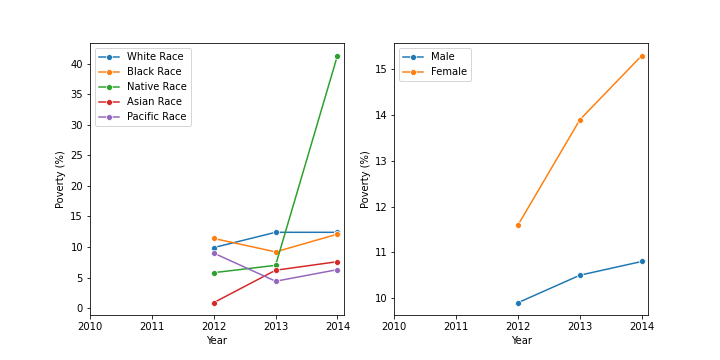 White Race
Black Race
Native Race
Asian Race
Pacific Race
40
35
30
25
20
15
10
5
0
Poverty (%)
2010 2011 2012 2013 2014
Year
Male
Female
15
14
13
12
11
10
Poverty (%)
2010 2011 2012 2013 2014
Year